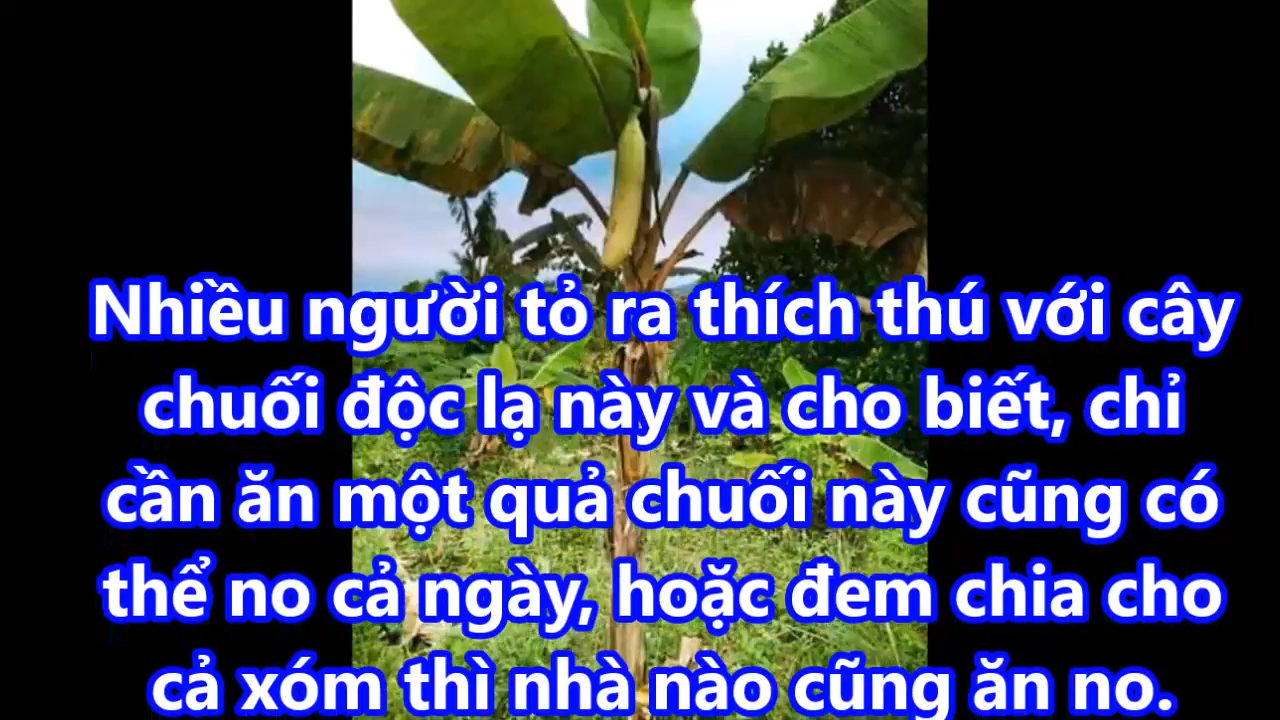 Nhiều người tỏ ra thích thú với cây
chuối độc lạ này và cho biết, chỉ
cần ăn một quả chuối này cũng có
thể no cả ngày, hoặc đem chia cho
cả xóm thì nhà nào cũng ăn no.